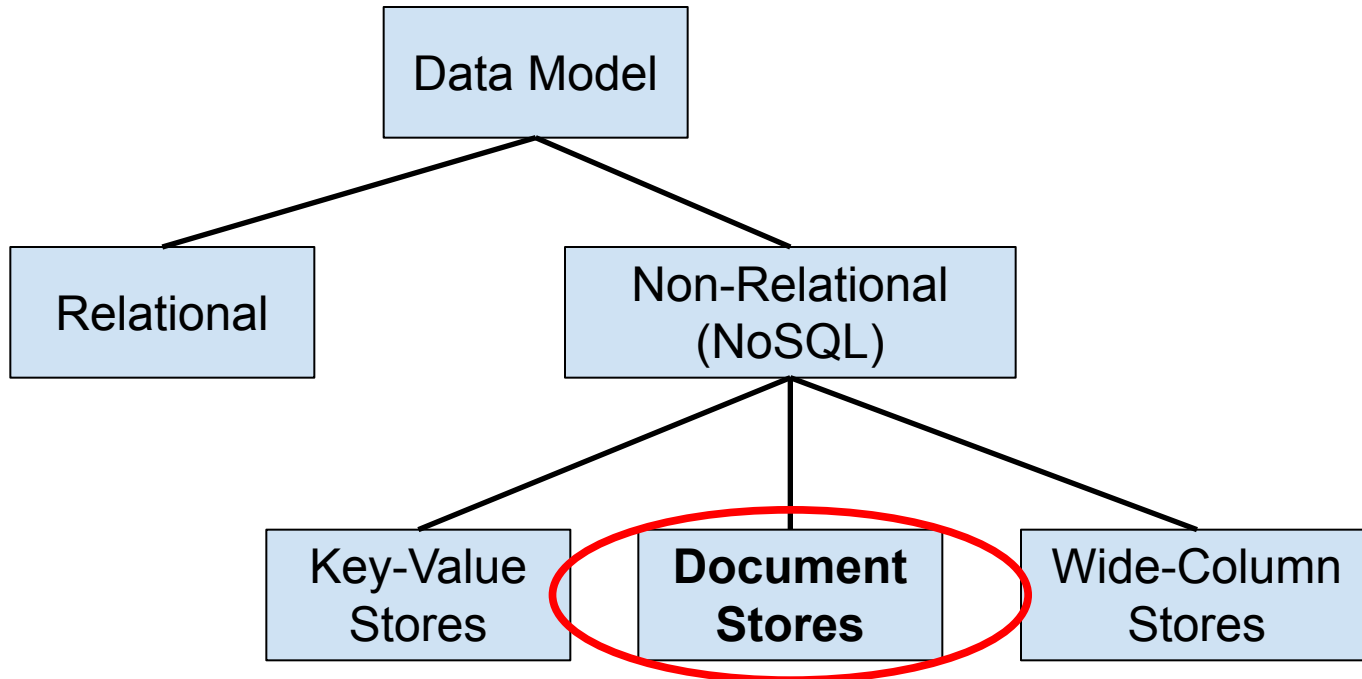 Data Model
Relational
Non-Relational
(NoSQL)
Key-Value
Stores
Document
Stores
Wide-Column
Stores